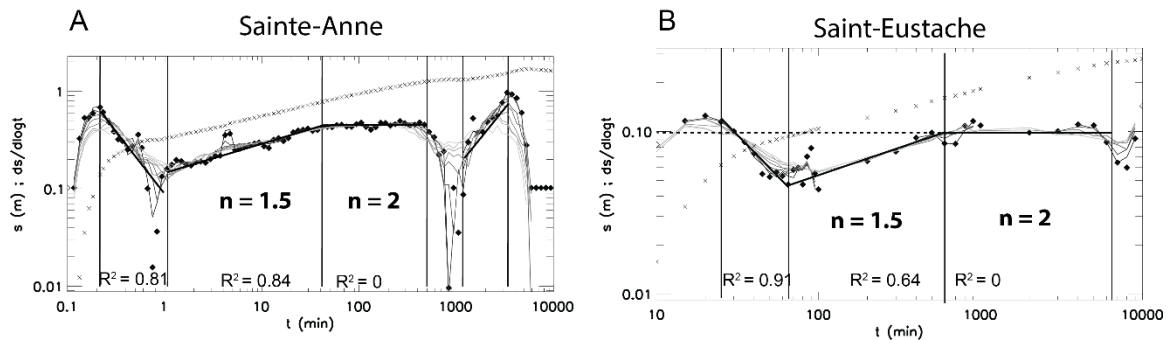 A
Sainte-Anne
s (m) ; ds/dlogt
1
0.1
0.01
n = 1.5
n = 2
R² = 0.81
R² = 0.84
R² = 0
0.1
1
10
100
1000
10000
t (min)
B
Saint-Eustache
s (m) ; ds/dlogt
0.10
0.01
n = 1.5
n = 2
R² = 0.91
R² = 0.64
R² = 0
10
100
1000
10000
t (min)